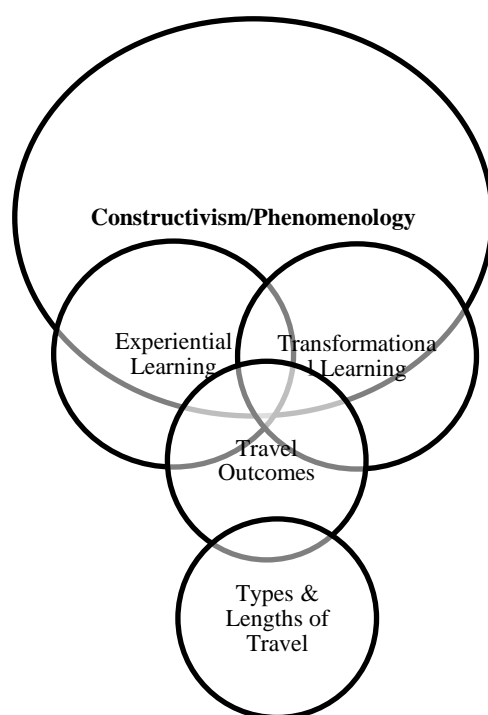 Constructivism/Phenomenology
Experiential
Learning
Transformationa
l Learning
Travel
Outcomes
Types &
Lengths of
Travel